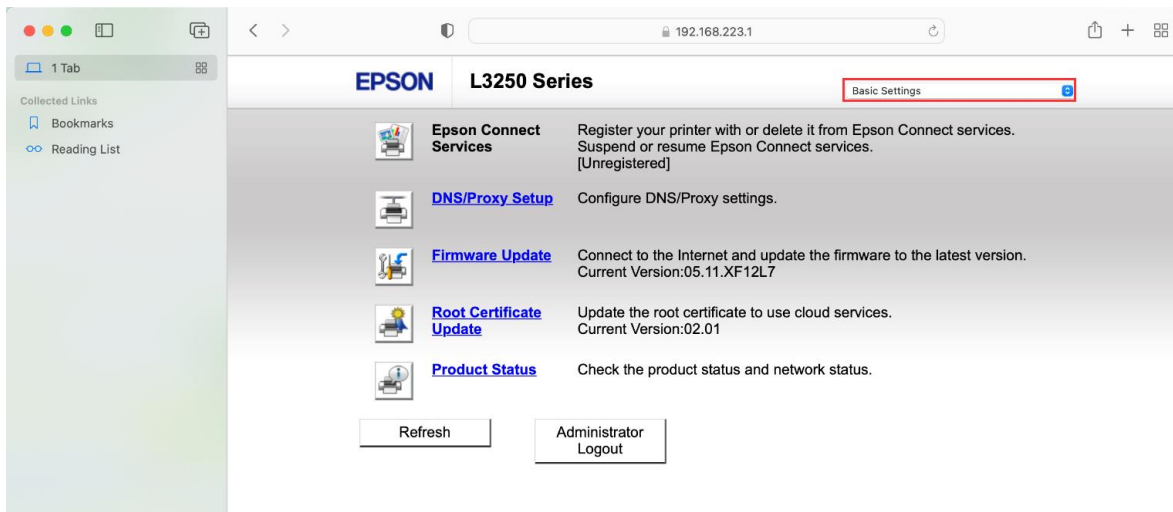 192.168.223.1
1 Tab
Collected Links
Bookmarks
Reading List
EPSON
L3250 Series
Basic Settings
Epson Connect
Services
Register your printer with or delete it from Epson Connect services.
Suspend or resume Epson Connect services.
[Unregistered]
DNS/Proxy Setup
Configure DNS/Proxy settings.
Firmware Update
Connect to the Internet and update the firmware to the latest version.
Current Version:05.11.XF12L7
Root Certificate
Update
Update the root certificate to use cloud services.
Current Version:02.01
Product Status
Check the product status and network status.
Refresh
Administrator
Logout